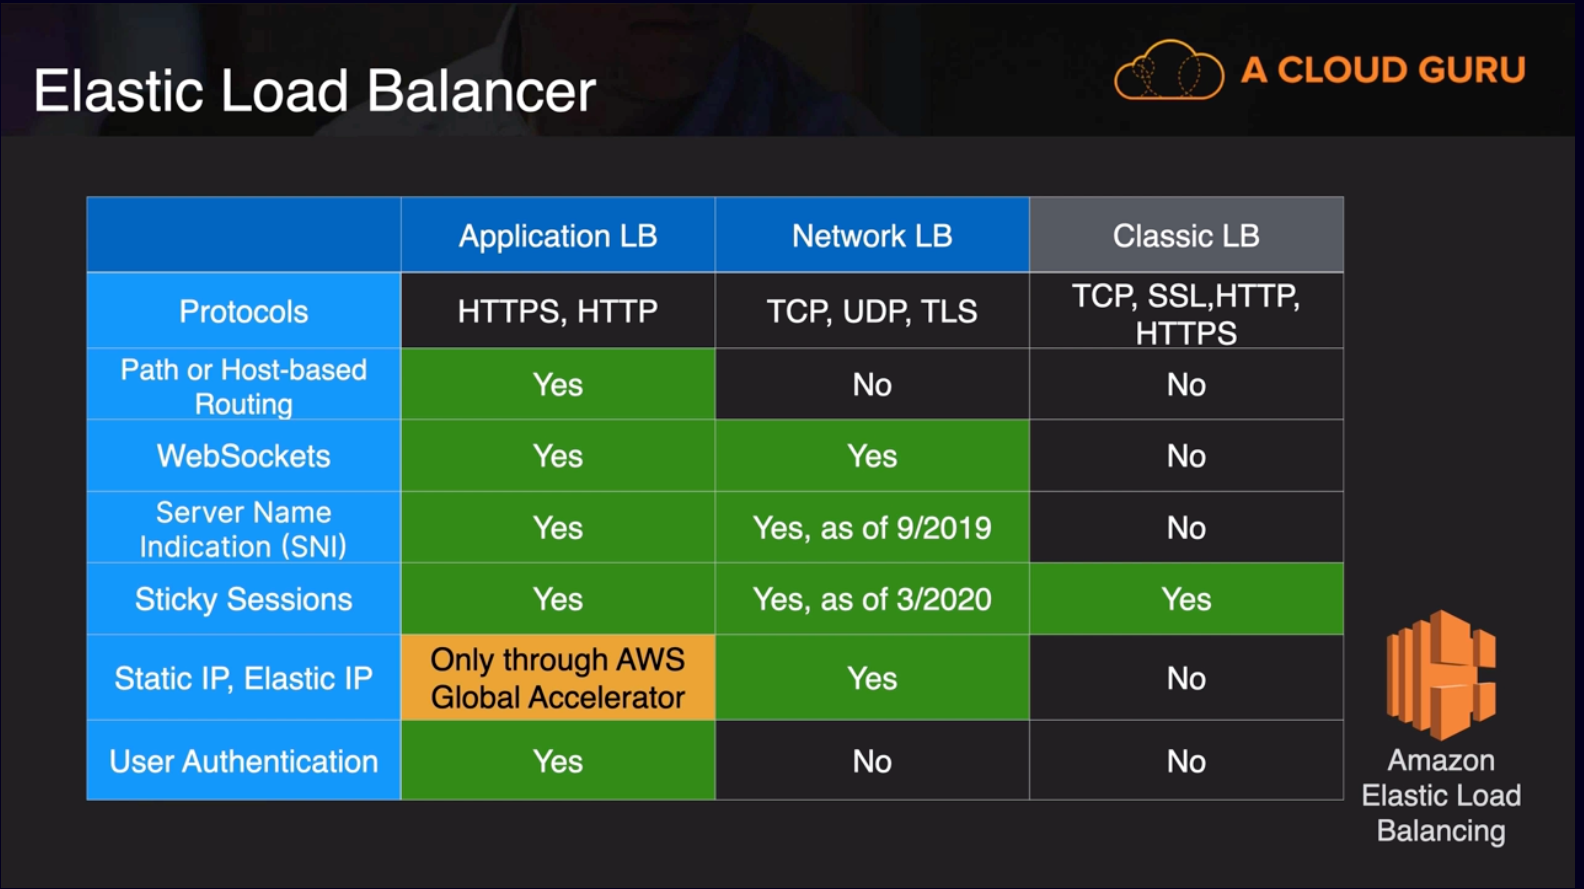 Elastic Load Balancer
A CLOUD GURU
Application LB
Network LB
Classic LB
Protocols
HTTPS, HTTP
TCP, UDP, TLS
TCP, SSL,HTTP,
HTTPS
Path or Host-based
Routing
Yes
No
No
WebSockets
Yes
Yes
No
Server Name
Indication (SNI)
Yes
Yes, as of 9/2019
No
Sticky Sessions
Yes
Yes, as of 3/2020
Yes
Static IP, Elastic IP
Only through AWS
Global Accelerator
Yes
No
User Authentication
Yes
No
No
Amazon
Elastic Load
Balancing